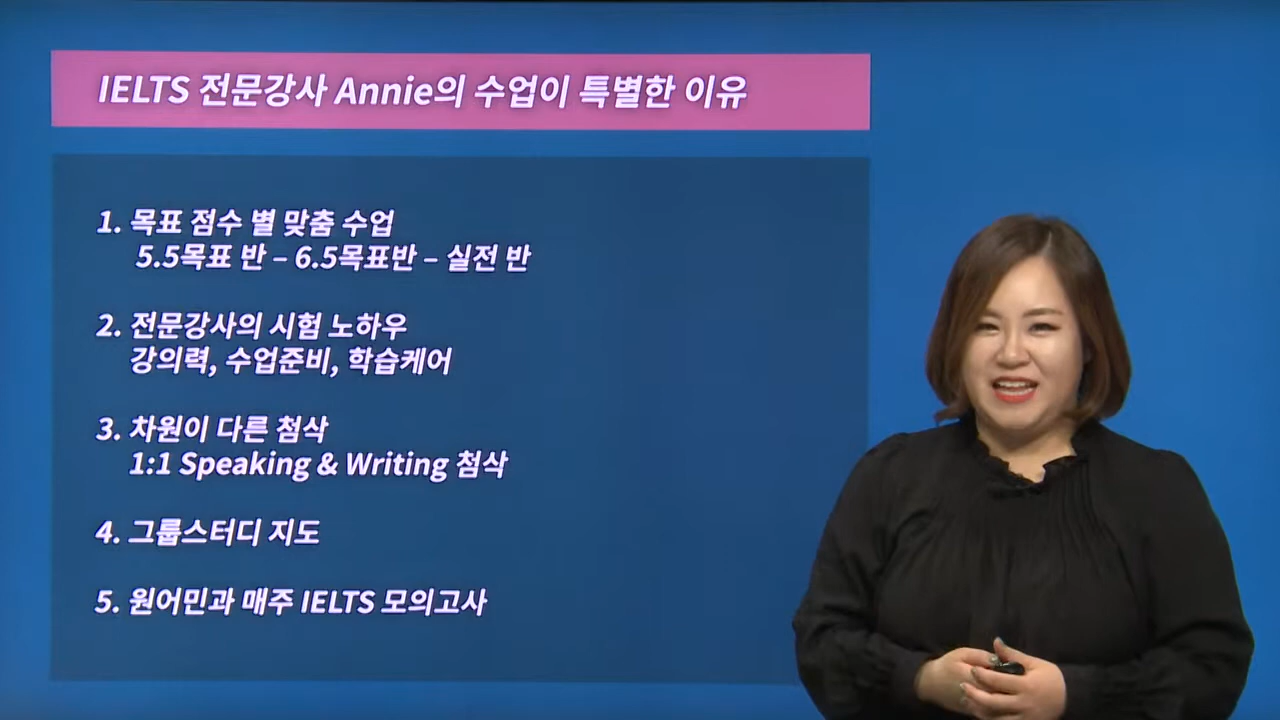 IELTS 전문강사 Annie의 수업이 특별한 이유
1. 목표 점수 별 맞춤 수업
5.5목표 반 – 6.5목표반 – 실전 반
2. 전문강사의 시험 노하우
강의력, 수업준비, 학습케어
3. 차원이 다른 첨삭
1:1 Speaking & Writing 첨삭
4. 그룹스터디 지도
5. 원어민과 매주 IELTS 모의고사